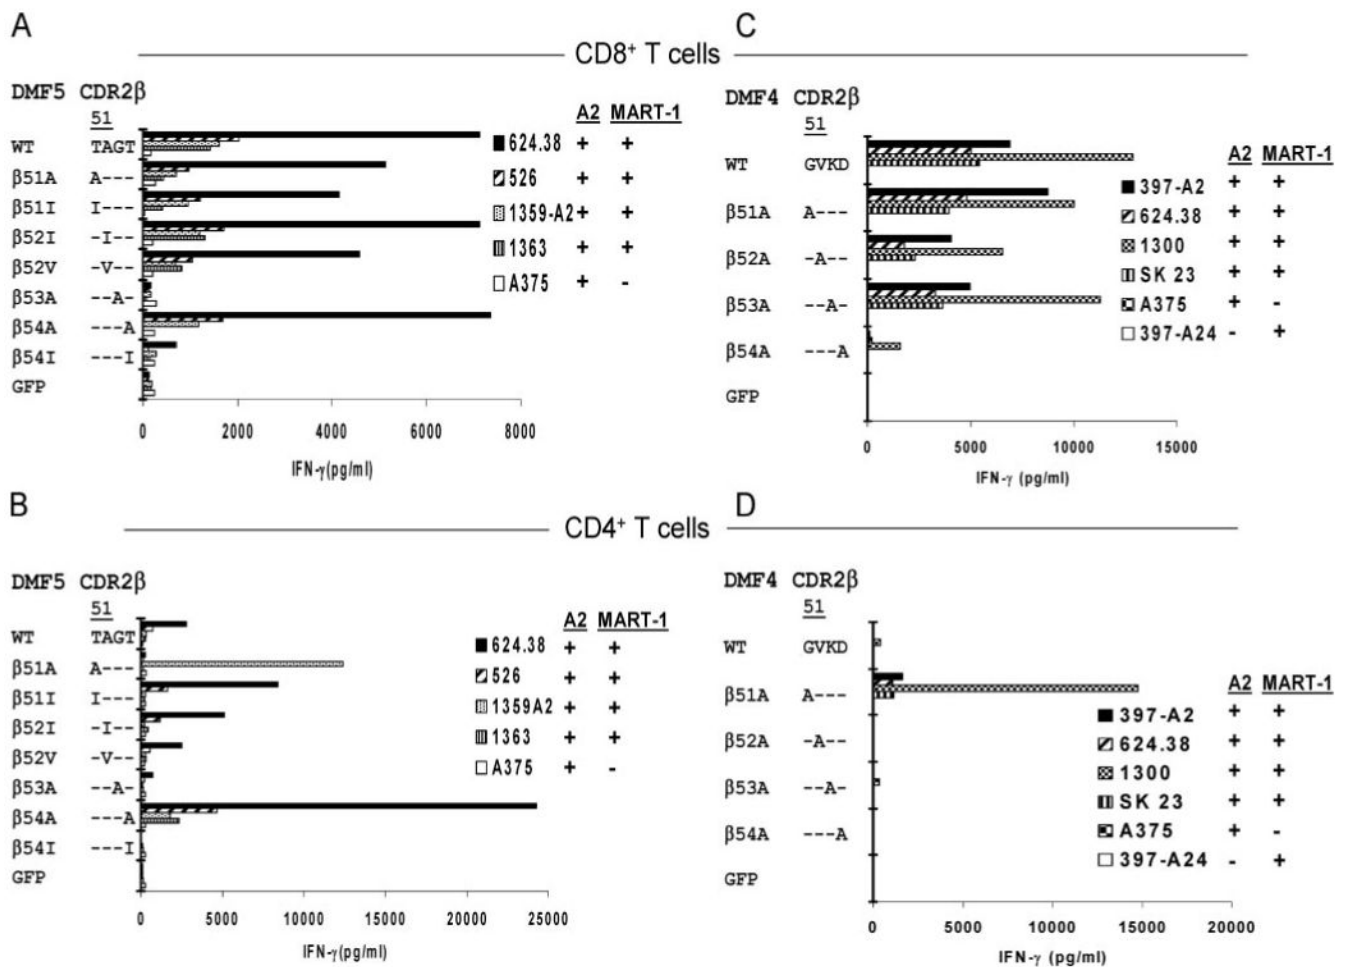 A
C
CD8⁺ T cells
DMF5 CDR2β
51
A2 MART-1
WT TAGT
β51A A---
β51I I---
β52I -I--
β52V -V--
β53A --A-
β54A ---A
β54I ---I
GFP
624.38 + +
526 + +
1359-A2 + +
1363 + +
A375 + -
0 2000 4000 6000 8000
IFN-γ(pg/ml)
DMF4 CDR2β
51
A2 MART-1
WT GVKD
β51A A---
β52A -A--
β53A --A-
β54A ---A
GFP
397-A2 + +
624.38 + +
1300 + +
SK 23 + +
A375 + -
397-A24 - +
0 5000 10000 15000
IFN-γ (pg/ml)
B
D
CD4⁺ T cells
DMF5 CDR2β
51
A2 MART-1
WT TAGT
β51A A---
β51I I---
β52I -I--
β52V -V--
β53A --A-
β54A ---A
β54I ---I
GFP
624.38 + +
526 + +
1359A2 + +
1363 + +
A375 + -
0 5000 10000 15000 20000 25000
IFN-γ(pg/ml)
DMF4 CDR2β
51
A2 MART-1
WT GVKD
β51A A---
β52A -A--
β53A --A-
β54A ---A
GFP
397-A2 + +
624.38 + +
1300 + +
SK 23 + +
A375 + -
397-A24 - +
0 5000 10000 15000 20000
IFN-γ (pg/ml)